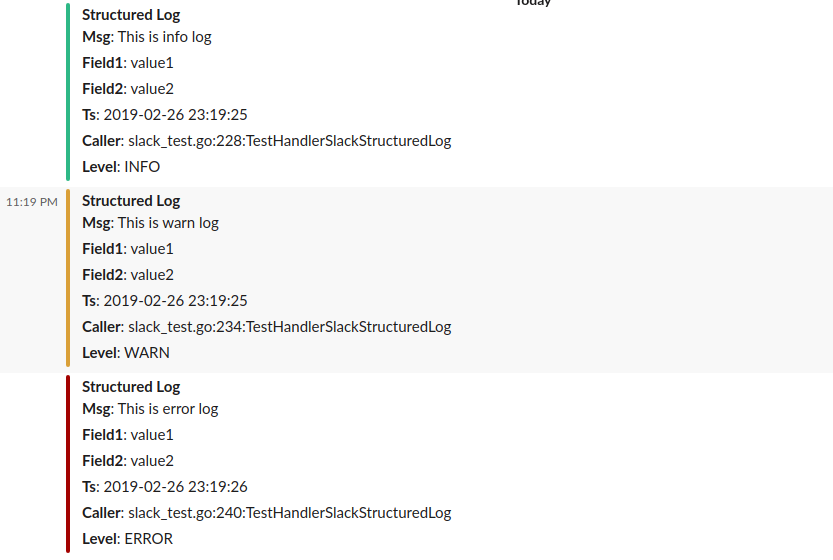 Today
Structured Log
Msg: This is info log
Field1: value1
Field2: value2
Ts: 2019-02-26 23:19:25
Caller: slack_test.go:228:TestHandlerSlackStructuredLog
Level: INFO
11:19 PM
Structured Log
Msg: This is warn log
Field1: value1
Field2: value2
Ts: 2019-02-26 23:19:25
Caller: slack_test.go:234:TestHandlerSlackStructuredLog
Level: WARN
Structured Log
Msg: This is error log
Field1: value1
Field2: value2
Ts: 2019-02-26 23:19:26
Caller: slack_test.go:240:TestHandlerSlackStructuredLog
Level: ERROR